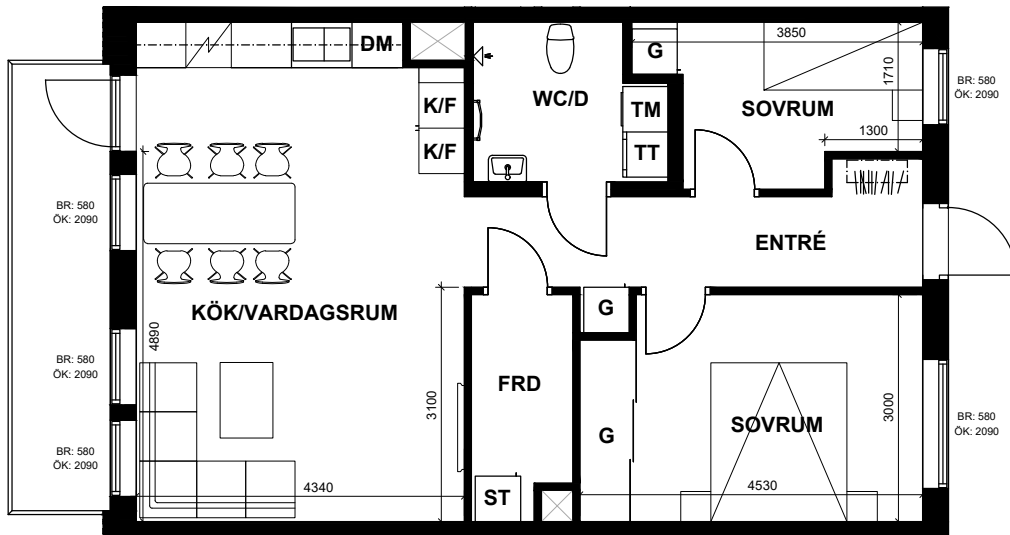 DM
K/F
K/F
WC/D
TM
TT
G
3850
1710
SOVRUM
1300
BR: 580
ÖK: 2090
BR: 580
ÖK: 2090
ENTRÉ
KÖK/VARDAGSRUM
4890
BR: 580
ÖK: 2090
BR: 580
ÖK: 2090
3100
4340
FRD
ST
G
G
SOVRUM
3000
4530
BR: 580
ÖK: 2090